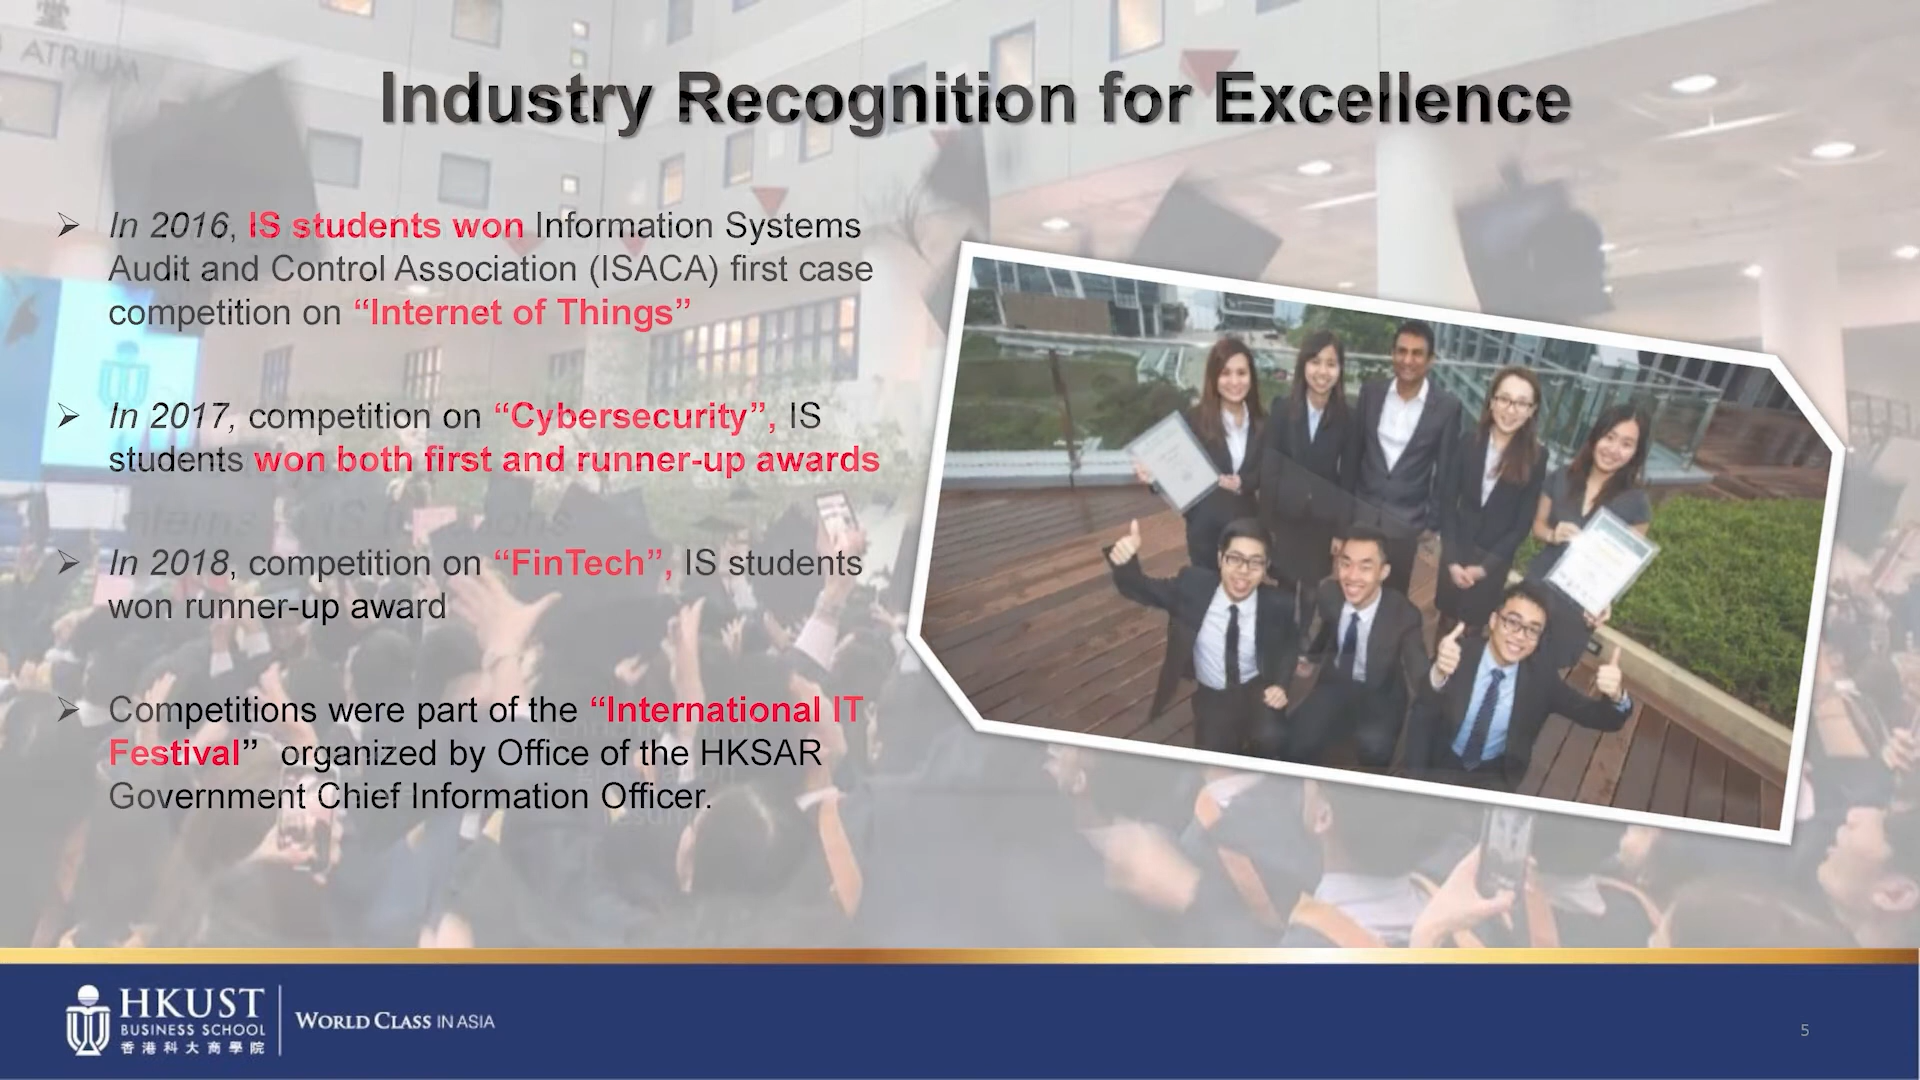 堂
ATRIUM
Industry Recognition for Excellence
➢ In 2016, IS students won Information Systems
Audit and Control Association (ISACA) first case
competition on “Internet of Things”
➢ In 2017, competition on “Cybersecurity”, IS
students won both first and runner-up awards
➢ In 2018, competition on “FinTech”, IS students
won runner-up award
➢ Competitions were part of the “International IT
Festival” organized by Office of the HKSAR
Government Chief Information Officer.
HKUST
BUSINESS SCHOOL
香港科大商學院
WORLD CLASS IN ASIA
5